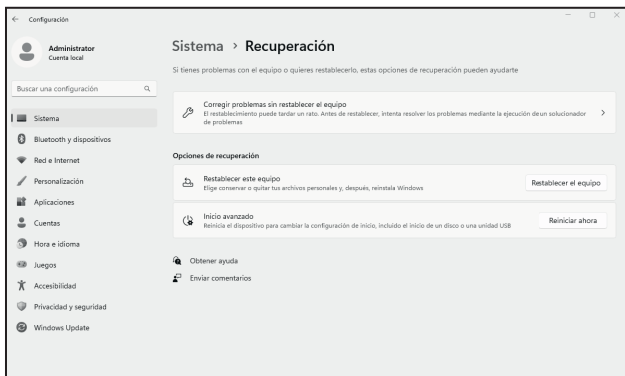 Configuración
Administrator
Cuenta local
Buscar una configuración
Sistema
Bluetooth y dispositivos
Red e Internet
Personalización
Aplicaciones
Cuentas
Hora e idioma
Juegos
Accesibilidad
Privacidad y seguridad
Windows Update
Sistema > Recuperación
Si tienes problemas con el equipo o quieres restablecerlo, estas opciones de recuperación pueden ayudarte
Corregir problemas sin restablecer el equipo
El restablecimiento puede tardar un rato. Antes de restablecer, intenta resolver los problemas mediante la ejecución de un solucionador
de problemas
Opciones de recuperación
Restablecer este equipo
Elige conservar o quitar tus archivos personales y, después, reinstala Windows
Restablecer el equipo
Inicio avanzado
Reinicia el dispositivo para cambiar la configuración de inicio, incluido el inicio de un disco o una unidad USB
Reiniciar ahora
Obtener ayuda
Enviar comentarios